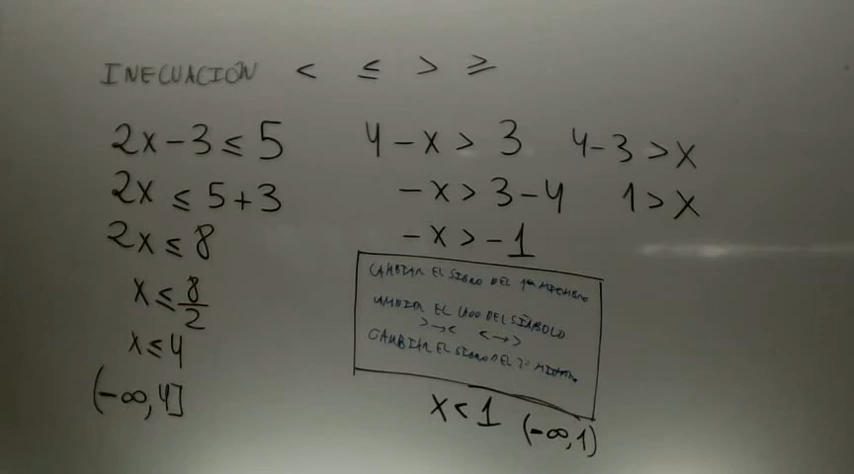 INECUACIÓN < ≤ > ≥
2x-3 ≤ 5
2x ≤ 5+3
2x ≤ 8
x ≤ 8/2
x ≤ 4
(-∞,4]
4-x > 3
-x > 3-4
-x > -1
CAMBIAR EL SIGNO DEL 1er MIEMBRO
CAMBIAR EL LADO DEL SÍMBOLO
>→< <→>
CAMBIAR EL SIGNO DEL 2º
x < 1 (-∞,1)
4-3 > x
1 > x